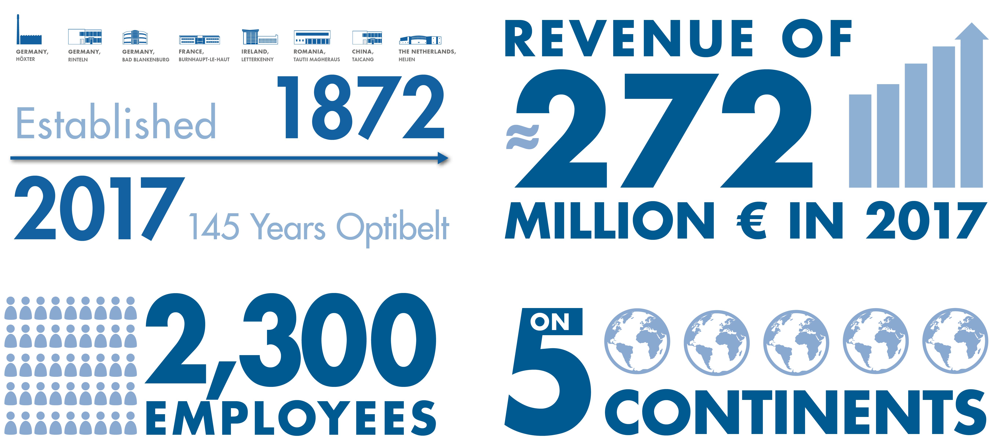 GERMANY,
HÖXTER
GERMANY,
RINTELN
GERMANY,
BAD BLANKENBURG
FRANCE,
BURNHAUPT-LE-HAUT
IRELAND,
LETTERKENNY
ROMANIA,
TAUTII MAGHERAUS
CHINA,
TAICANG
THE NETHERLANDS,
HEIJEN
Established 1872
2017 145 Years Optibelt
REVENUE OF
≈272
MILLION € IN 2017
2,300
EMPLOYEES
ON
5 CONTINENTS